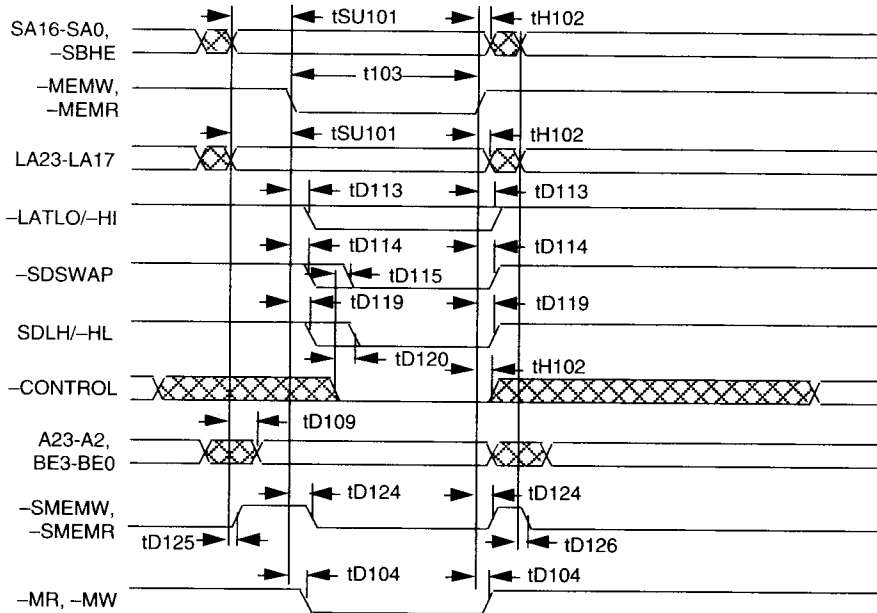 tSU101 tH102
SA16-SA0,
–SBHE
t103
–MEMW,
–MEMR
tSU101 tH102
LA23-LA17
tD113 tD113
–LATLO/–HI
tD114 tD114
–SDSWAP
tD115
tD119 tD119
SDLH/–HL
tD120 tH102
–CONTROL
tD109
A23-A2,
BE3-BE0
tD124 tD124
–SMEMW,
–SMEMR
tD125 tD126
tD104 tD104
–MR, –MW